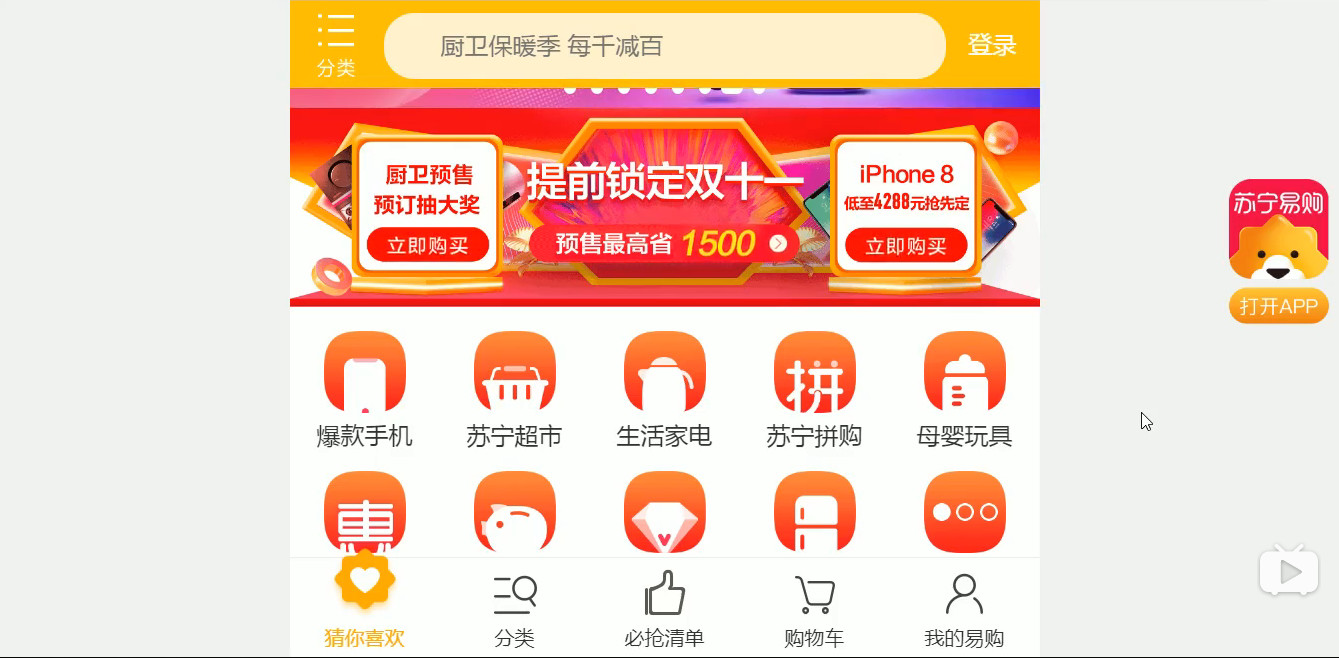 分类
厨卫保暖季 每千减百
登录
厨卫预售
预订抽大奖
立即购买
提前锁定双十一
预售最高省 1500
iPhone 8
低至4288元抢先定
立即购买
苏宁易购
打开APP
爆款手机
苏宁超市
生活家电
拼
苏宁拼购
母婴玩具
惠
猜你喜欢
分类
必抢清单
购物车
我的易购